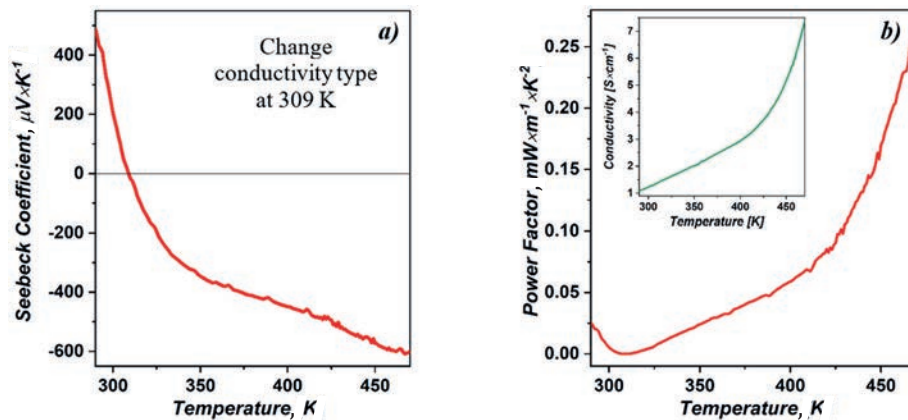 a)
Change
conductivity type
at 309 K
400
200
0
-200
-400
-600
300
350
400
450
Seebeck Coefficient, μV×K⁻¹
Temperature, K
b)
0.25
0.20
0.15
0.10
0.05
0.00
300
350
400
450
Power Factor, mW×m⁻¹×K⁻²
Temperature, K
7
6
5
4
3
2
1
300
350
400
450
Conductivity [S×cm⁻¹]
Temperature [K]